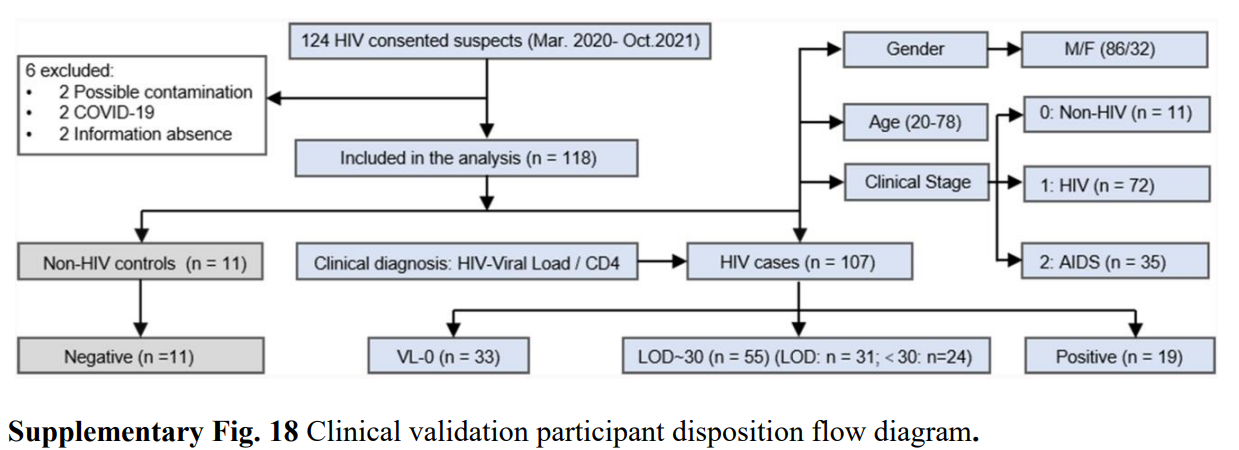 124 HIV consented suspects (Mar. 2020- Oct.2021)
6 excluded:
• 2 Possible contamination
• 2 COVID-19
• 2 Information absence
Included in the analysis (n = 118)
Gender
M/F (86/32)
Age (20-78)
Clinical Stage
0: Non-HIV (n = 11)
1: HIV (n = 72)
2: AIDS (n = 35)
Non-HIV controls (n = 11)
Clinical diagnosis: HIV-Viral Load / CD4
HIV cases (n = 107)
Negative (n =11)
VL-0 (n = 33)
LOD~30 (n = 55) (LOD: n = 31; < 30: n=24)
Positive (n = 19)
Supplementary Fig. 18 Clinical validation participant disposition flow diagram.